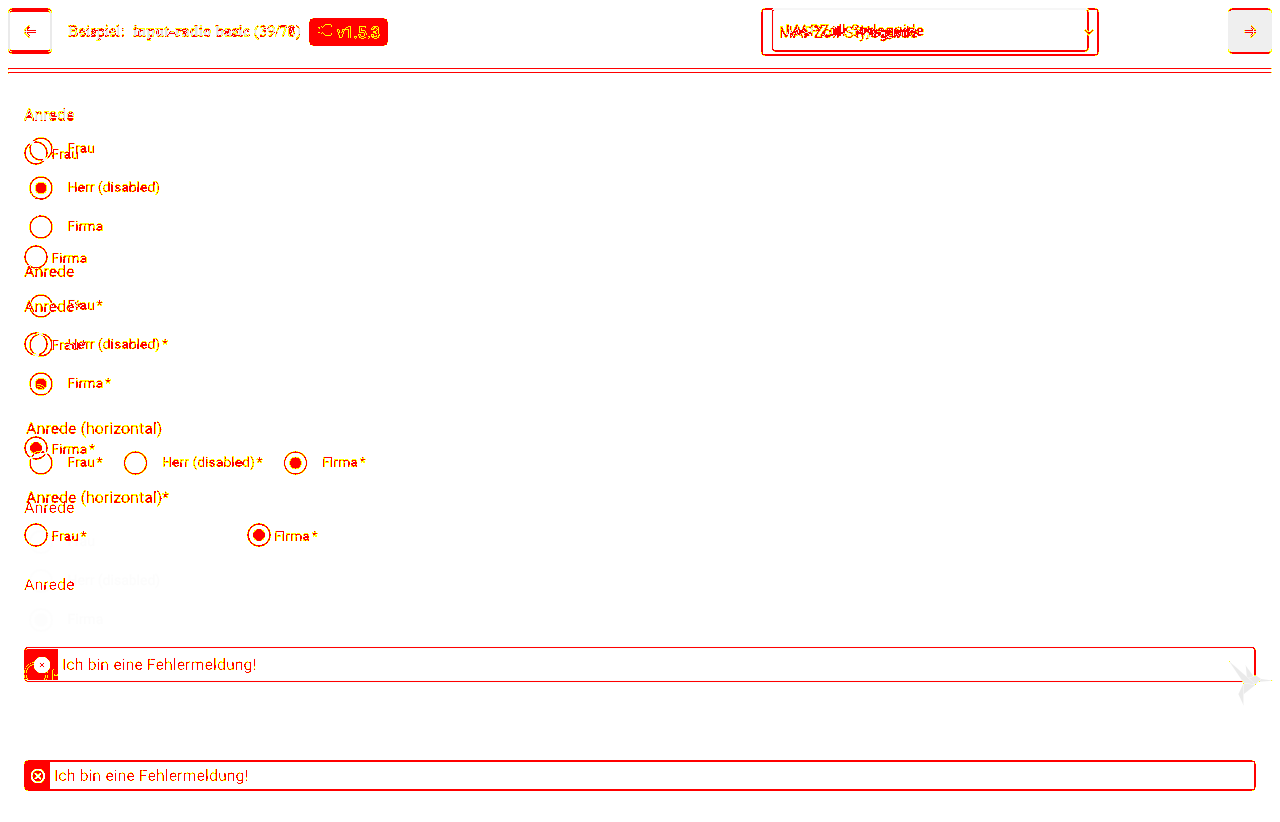 Beispiel: input-radio basic (39/70) v1.5.3
Anrede
Frau
Frau
Herr (disabled)
Firma
Firma
Anrede
Anrede
Frau*
Frau
Herr (disabled)*
Firma*
Anrede (horizontal)
Firma*
Frau* Herr (disabled)* Firma*
Anrede (horizontal)*
Anrede
Frau* Firma*
Anrede
Ich bin eine Fehlermeldung!
Ich bin eine Fehlermeldung!